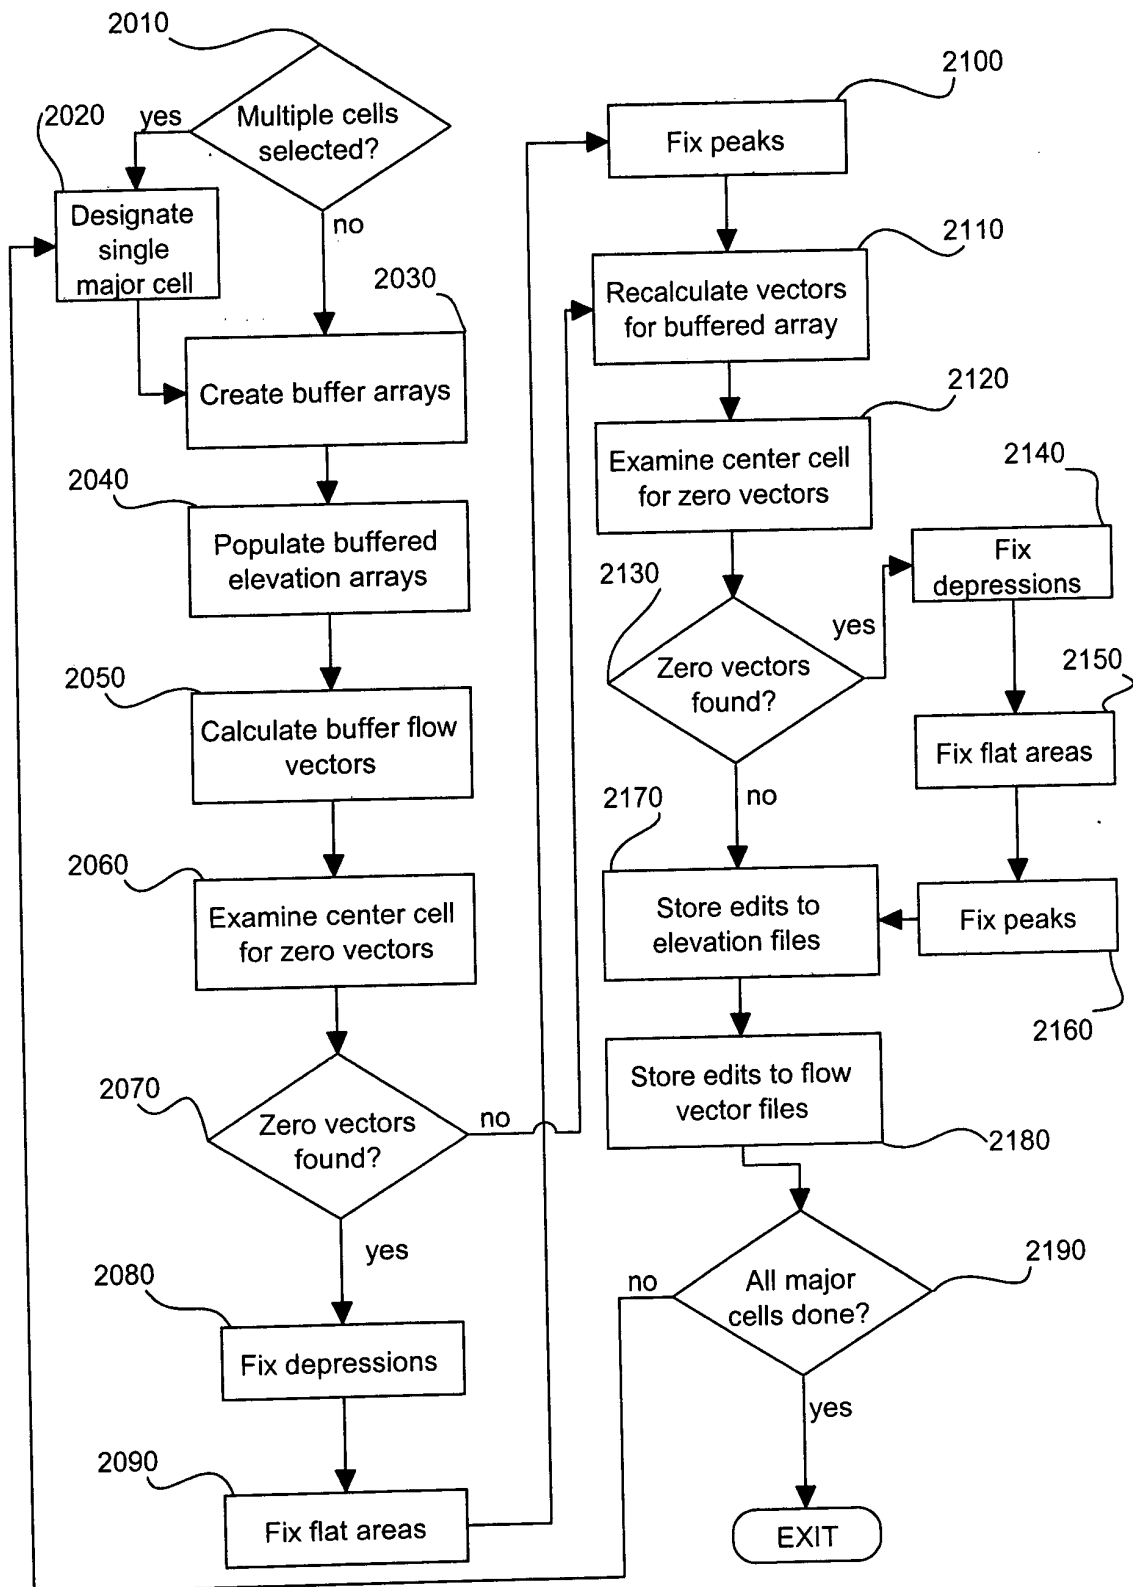 2010
Multiple cells
selected?
yes
no
2020
Designate
single
major cell
2030
Create buffer arrays
2040
Populate buffered
elevation arrays
2050
Calculate buffer flow
vectors
2060
Examine center cell
for zero vectors
2070
Zero vectors
found?
no
yes
2080
Fix depressions
2090
Fix flat areas
2100
Fix peaks
2110
Recalculate vectors
for buffered array
2120
Examine center cell
for zero vectors
2130
Zero vectors
found?
yes
no
2140
Fix
depressions
2150
Fix flat areas
Fix peaks
2160
2170
Store edits to
elevation files
Store edits to flow
vector files
2180
2190
All major
cells done?
no
yes
EXIT